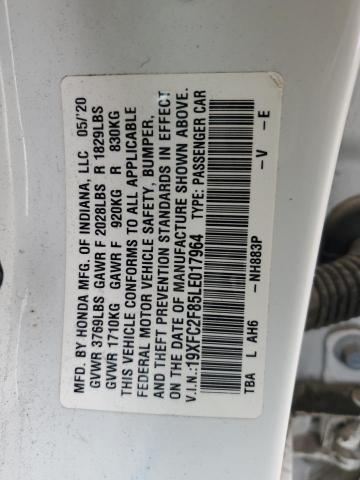 MFD. BY HONDA MFG. OF INDIANA, LLC 05/'20
GVWR 3769LBS GAWR F 2028LBS R 1829LBS
GVWR 1710KG GAWR F 920KG R 830KG
THIS VEHICLE CONFORMS TO ALL APPLICABLE
FEDERAL MOTOR VEHICLE SAFETY, BUMPER,
AND THEFT PREVENTION STANDARDS IN EFFECT
ON THE DATE OF MANUFACTURE SHOWN ABOVE.
V.I.N.:19XFC2F85LE017964 TYPE: PASSENGER CAR
TBA L AH6 -NH883P -V -E